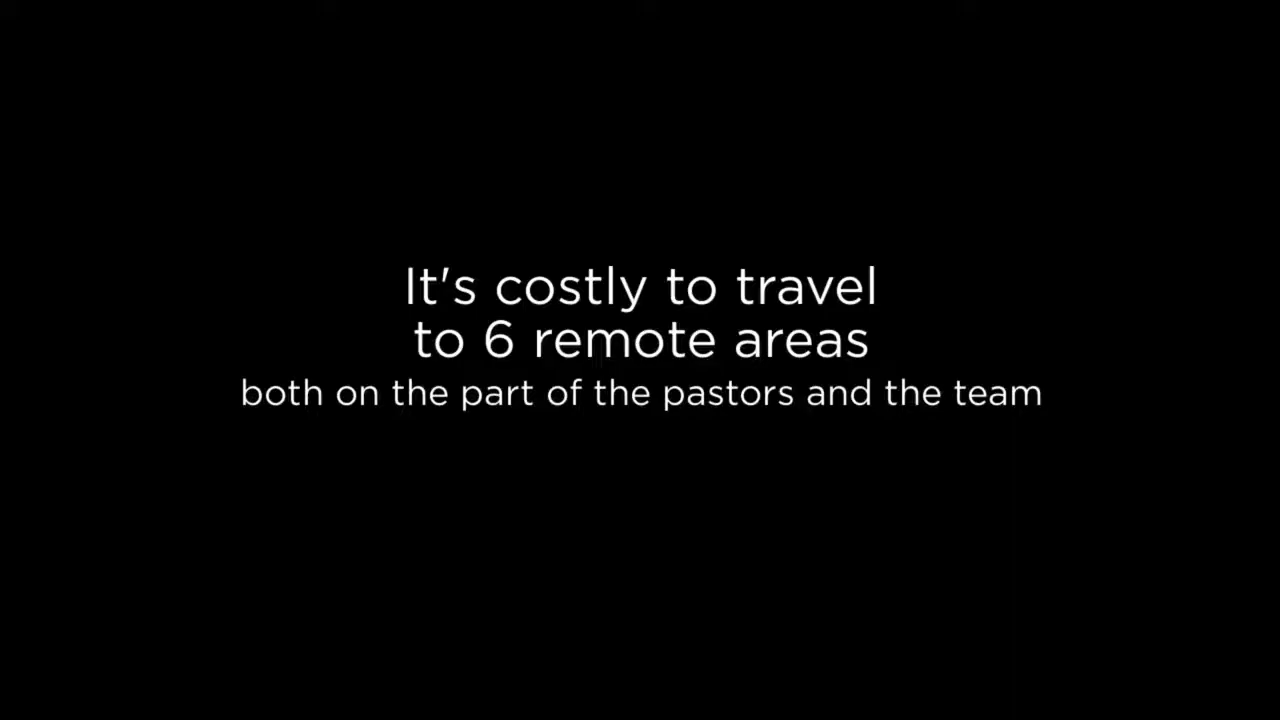 It's costly to travel
to 6 remote areas
both on the part of the pastors and the team